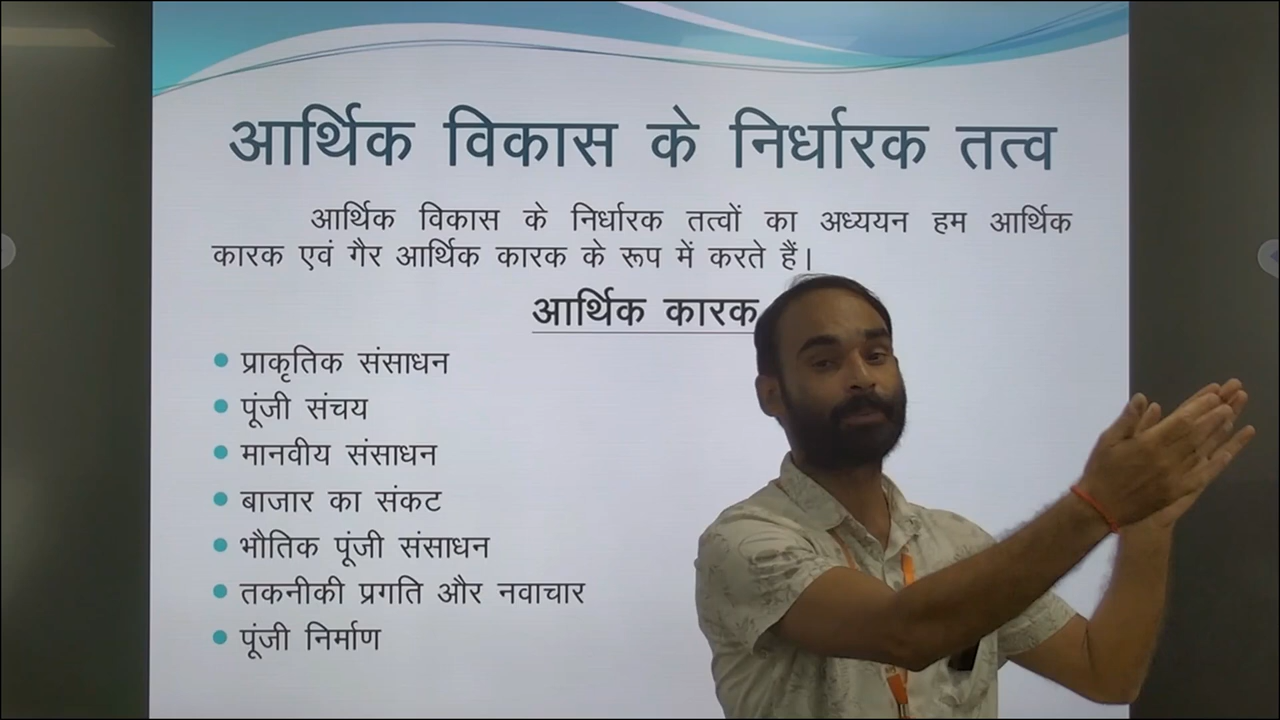 आर्थिक विकास के निर्धारक तत्व
आर्थिक विकास के निर्धारक तत्वों का अध्ययन हम आर्थिक
कारक एवं गैर आर्थिक कारक के रूप में करते हैं।
आर्थिक कारक
प्राकृतिक संसाधन
पूंजी संचय
मानवीय संसाधन
बाजार का संकट
भौतिक पूंजी संसाधन
तकनीकी प्रगति और नवाचार
पूंजी निर्माण